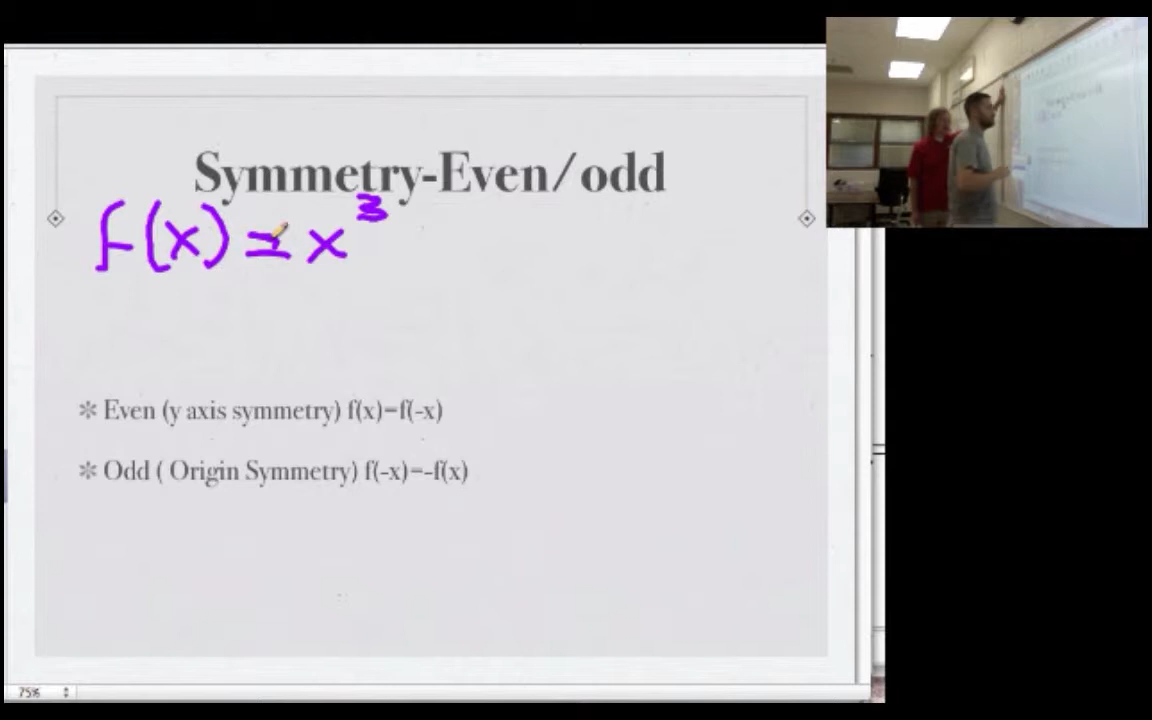 Symmetry-Even/odd
f(x) = x³
✻ Even (y axis symmetry) f(x)=f(-x)
✻ Odd ( Origin Symmetry) f(-x)=-f(x)
75%